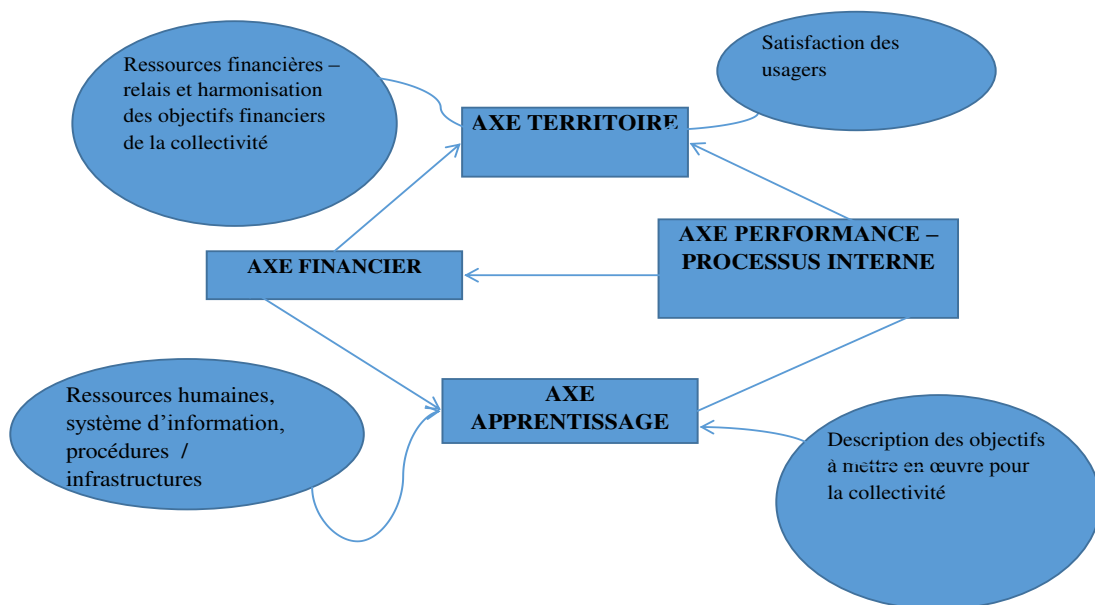 Ressources financières –
relais et harmonisation
des objectifs financiers
de la collectivité
Satisfaction des
usagers
AXE TERRITOIRE
AXE PERFORMANCE –
PROCESSUS INTERNE
AXE FINANCIER
Ressources humaines,
système d’information,
procédures /
infrastructures
AXE
APPRENTISSAGE
Description des objectifs
à mettre en œuvre pour
la collectivité